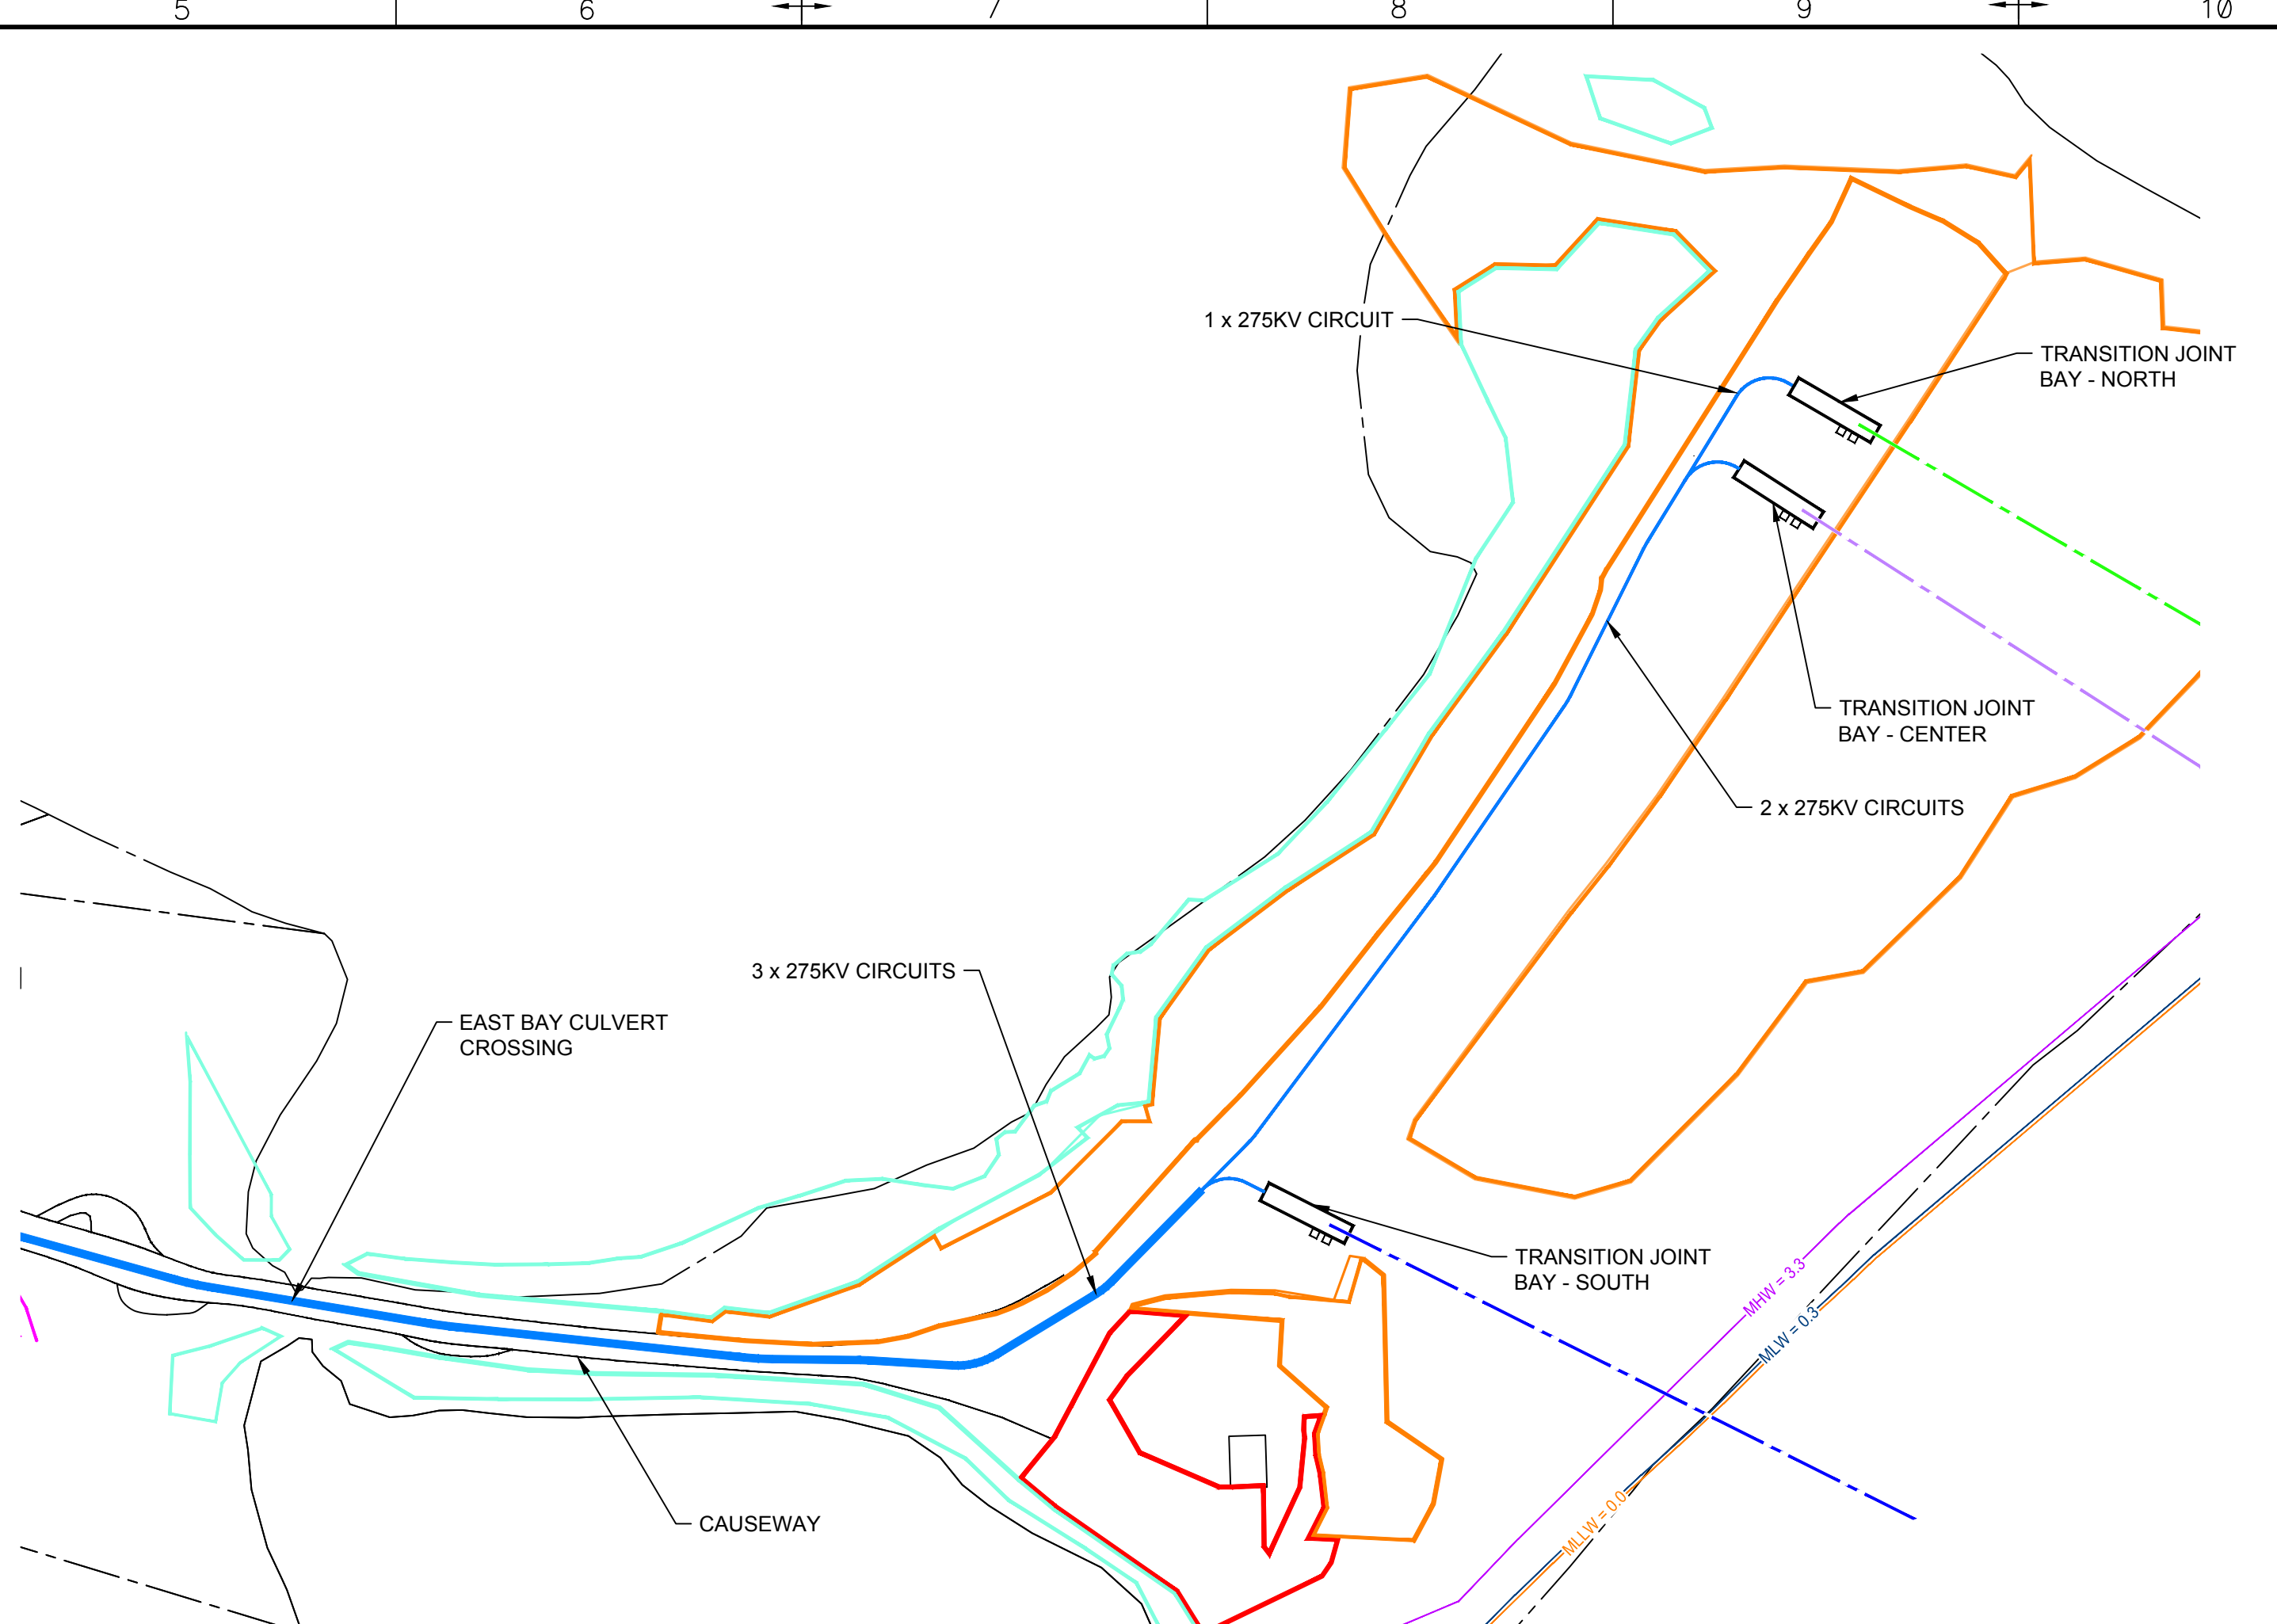 5 6 7 8 9 10
1 x 275KV CIRCUIT
TRANSITION JOINT
BAY - NORTH
TRANSITION JOINT
BAY - CENTER
2 x 275KV CIRCUITS
3 x 275KV CIRCUITS
EAST BAY CULVERT
CROSSING
TRANSITION JOINT
BAY - SOUTH
MHW = 3.3
MLW = 0.3
MLLW = 0.0
CAUSEWAY